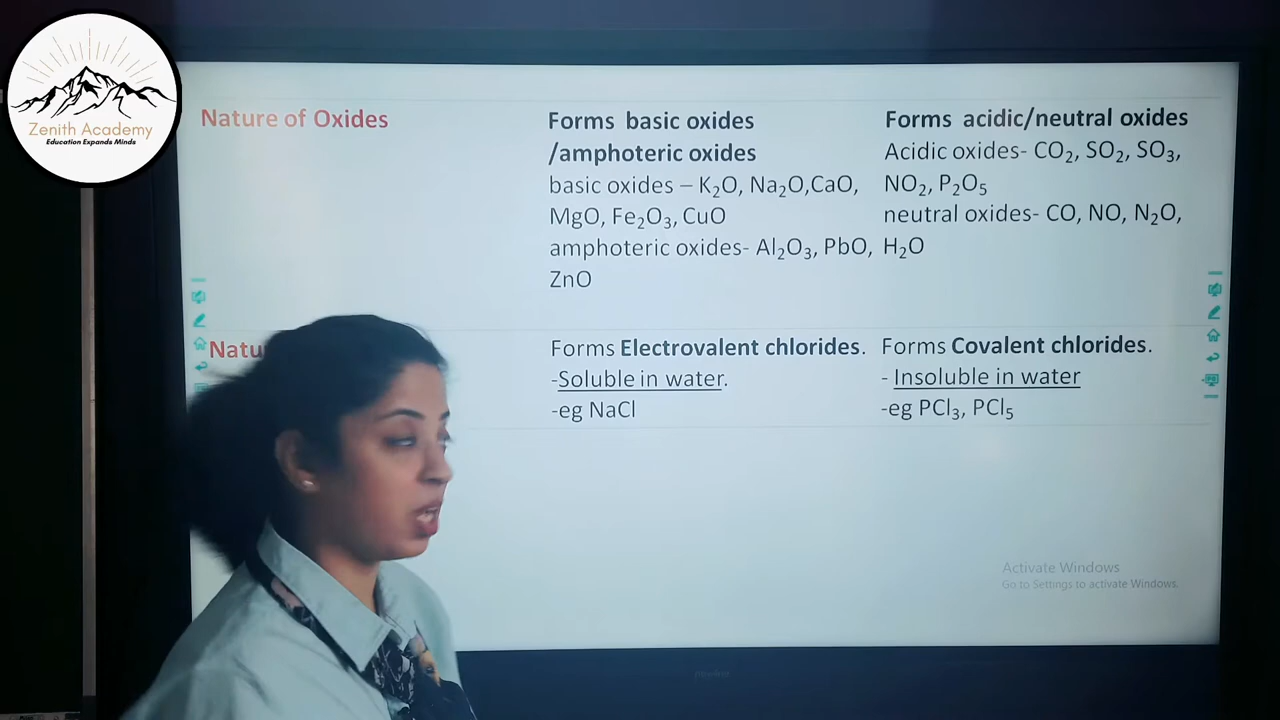 Zenith Academy
Education Expands Minds
Nature of Oxides
Forms basic oxides
/amphoteric oxides
basic oxides – K₂O, Na₂O,CaO,
MgO, Fe₂O₃, CuO
amphoteric oxides- Al₂O₃, PbO,
ZnO
Forms acidic/neutral oxides
Acidic oxides- CO₂, SO₂, SO₃,
NO₂, P₂O₅
neutral oxides- CO, NO, N₂O,
H₂O
Forms Electrovalent chlorides.
-Soluble in water.
-eg NaCl
Forms Covalent chlorides.
- Insoluble in water
-eg PCl₃, PCl₅
Activate Windows
Go to Settings to activate Windows.